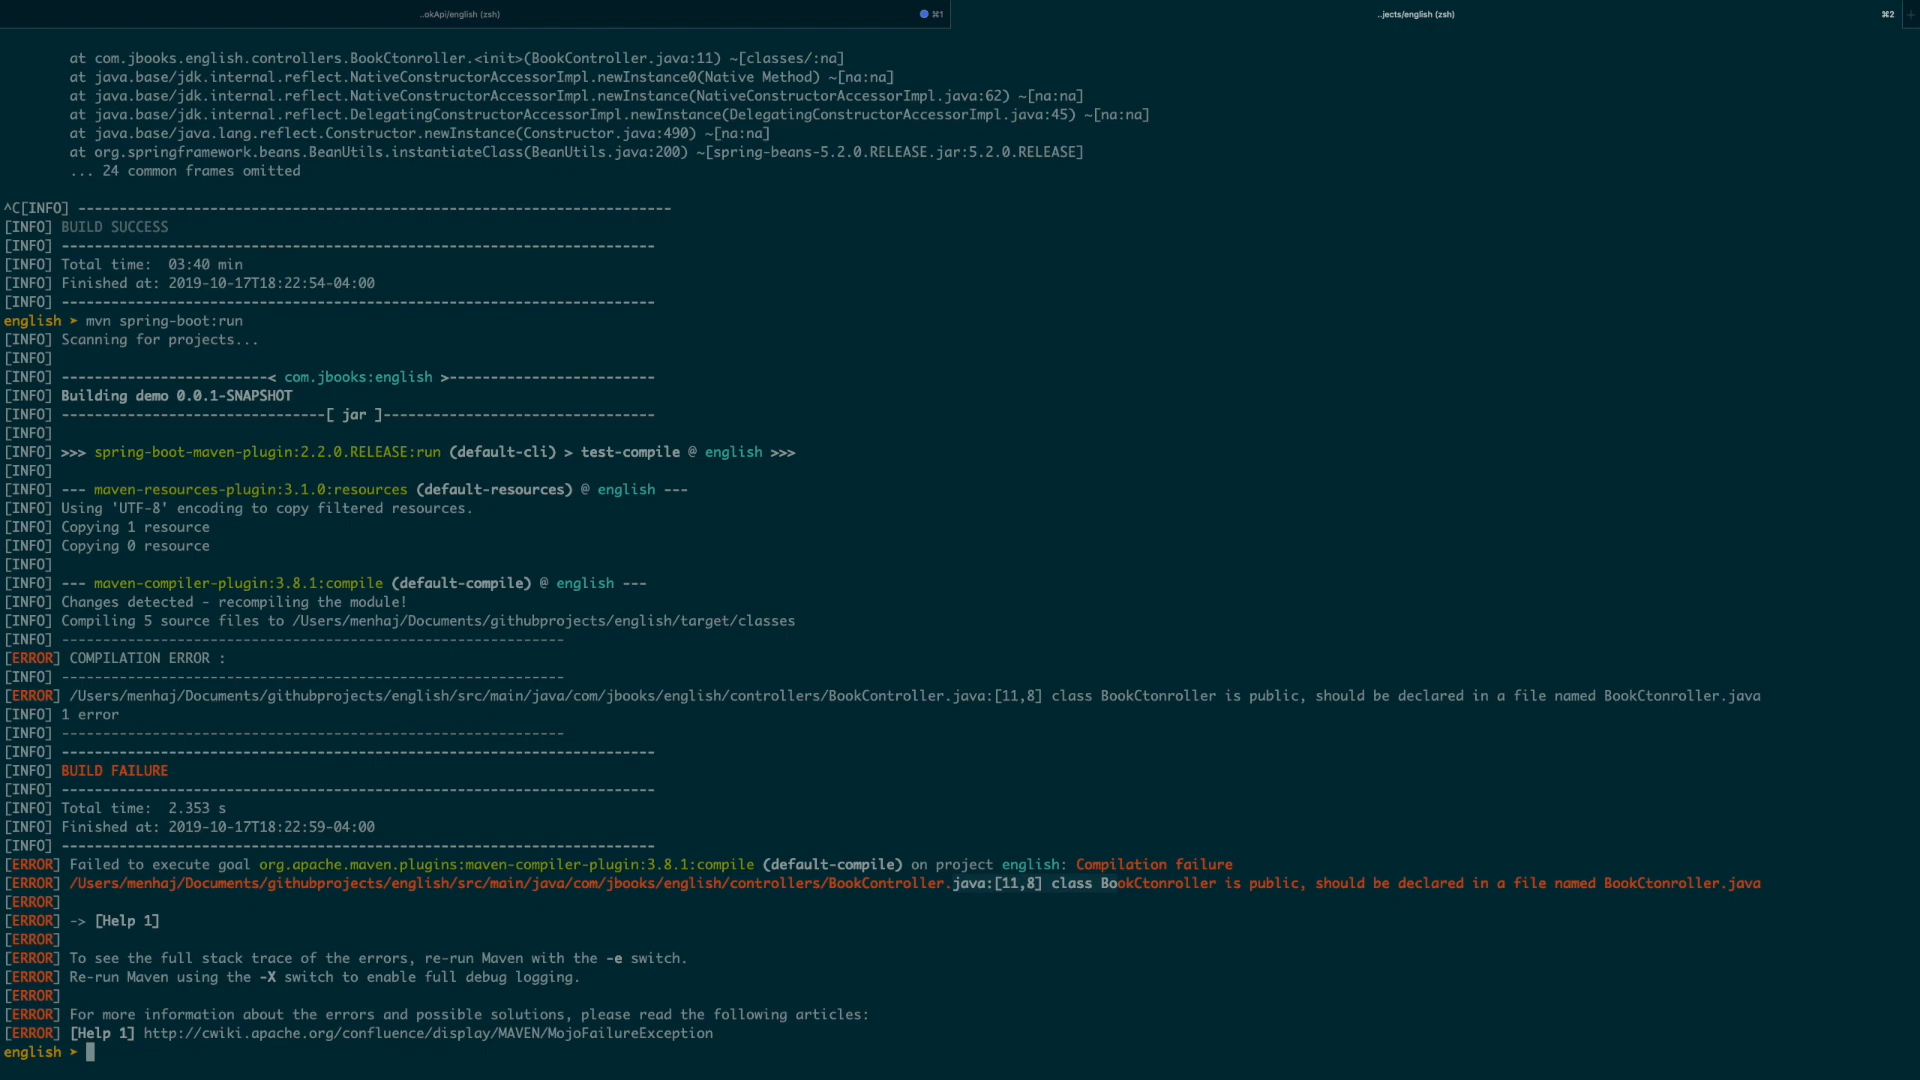 ..okApi/english (zsh) ⌘1 ..jects/english (zsh) ⌘2 +
at com.jbooks.english.controllers.BookCtonroller.<init>(BookController.java:11) ~[classes/:na]
at java.base/jdk.internal.reflect.NativeConstructorAccessorImpl.newInstance0(Native Method) ~[na:na]
at java.base/jdk.internal.reflect.NativeConstructorAccessorImpl.newInstance(NativeConstructorAccessorImpl.java:62) ~[na:na]
at java.base/jdk.internal.reflect.DelegatingConstructorAccessorImpl.newInstance(DelegatingConstructorAccessorImpl.java:45) ~[na:na]
at java.base/java.lang.reflect.Constructor.newInstance(Constructor.java:490) ~[na:na]
at org.springframework.beans.BeanUtils.instantiateClass(BeanUtils.java:200) ~[spring-beans-5.2.0.RELEASE.jar:5.2.0.RELEASE]
... 24 common frames omitted
^C[INFO] ------------------------------------------------------------------------
[INFO] BUILD SUCCESS
[INFO] ------------------------------------------------------------------------
[INFO] Total time:  03:40 min
[INFO] Finished at: 2019-10-17T18:22:54-04:00
[INFO] ------------------------------------------------------------------------
english ➤ mvn spring-boot:run
[INFO] Scanning for projects...
[INFO]
[INFO] -------------------------< com.jbooks:english >-------------------------
[INFO] Building demo 0.0.1-SNAPSHOT
[INFO] --------------------------------[ jar ]---------------------------------
[INFO]
[INFO] >>> spring-boot-maven-plugin:2.2.0.RELEASE:run (default-cli) > test-compile @ english >>>
[INFO]
[INFO] --- maven-resources-plugin:3.1.0:resources (default-resources) @ english ---
[INFO] Using 'UTF-8' encoding to copy filtered resources.
[INFO] Copying 1 resource
[INFO] Copying 0 resource
[INFO]
[INFO] --- maven-compiler-plugin:3.8.1:compile (default-compile) @ english ---
[INFO] Changes detected - recompiling the module!
[INFO] Compiling 5 source files to /Users/menhaj/Documents/githubprojects/english/target/classes
[INFO] -------------------------------------------------------------
[ERROR] COMPILATION ERROR :
[INFO] -------------------------------------------------------------
[ERROR] /Users/menhaj/Documents/githubprojects/english/src/main/java/com/jbooks/english/controllers/BookController.java:[11,8] class BookCtonroller is public, should be declared in a file named BookCtonroller.java
[INFO] 1 error
[INFO] -------------------------------------------------------------
[INFO] ------------------------------------------------------------------------
[INFO] BUILD FAILURE
[INFO] ------------------------------------------------------------------------
[INFO] Total time:  2.353 s
[INFO] Finished at: 2019-10-17T18:22:59-04:00
[INFO] ------------------------------------------------------------------------
[ERROR] Failed to execute goal org.apache.maven.plugins:maven-compiler-plugin:3.8.1:compile (default-compile) on project english: Compilation failure
[ERROR] /Users/menhaj/Documents/githubprojects/english/src/main/java/com/jbooks/english/controllers/BookController.java:[11,8] class BookCtonroller is public, should be declared in a file named BookCtonroller.java
[ERROR]
[ERROR] -> [Help 1]
[ERROR]
[ERROR] To see the full stack trace of the errors, re-run Maven with the -e switch.
[ERROR] Re-run Maven using the -X switch to enable full debug logging.
[ERROR]
[ERROR] For more information about the errors and possible solutions, please read the following articles:
[ERROR] [Help 1] http://cwiki.apache.org/confluence/display/MAVEN/MojoFailureException
english ➤